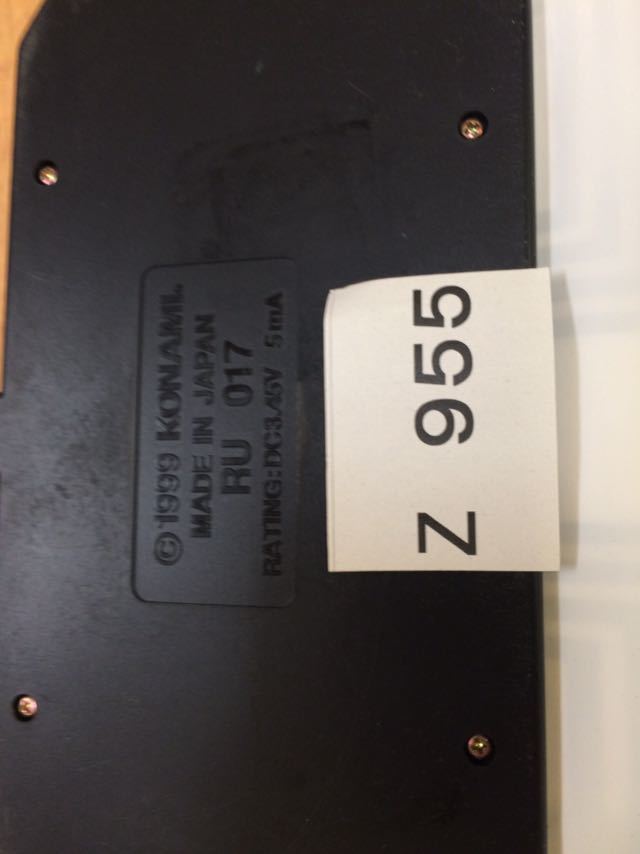 ©1999 KONAMI.
MADE IN JAPAN
RU 017
RATING:DC3.45V 5mA
Z 955